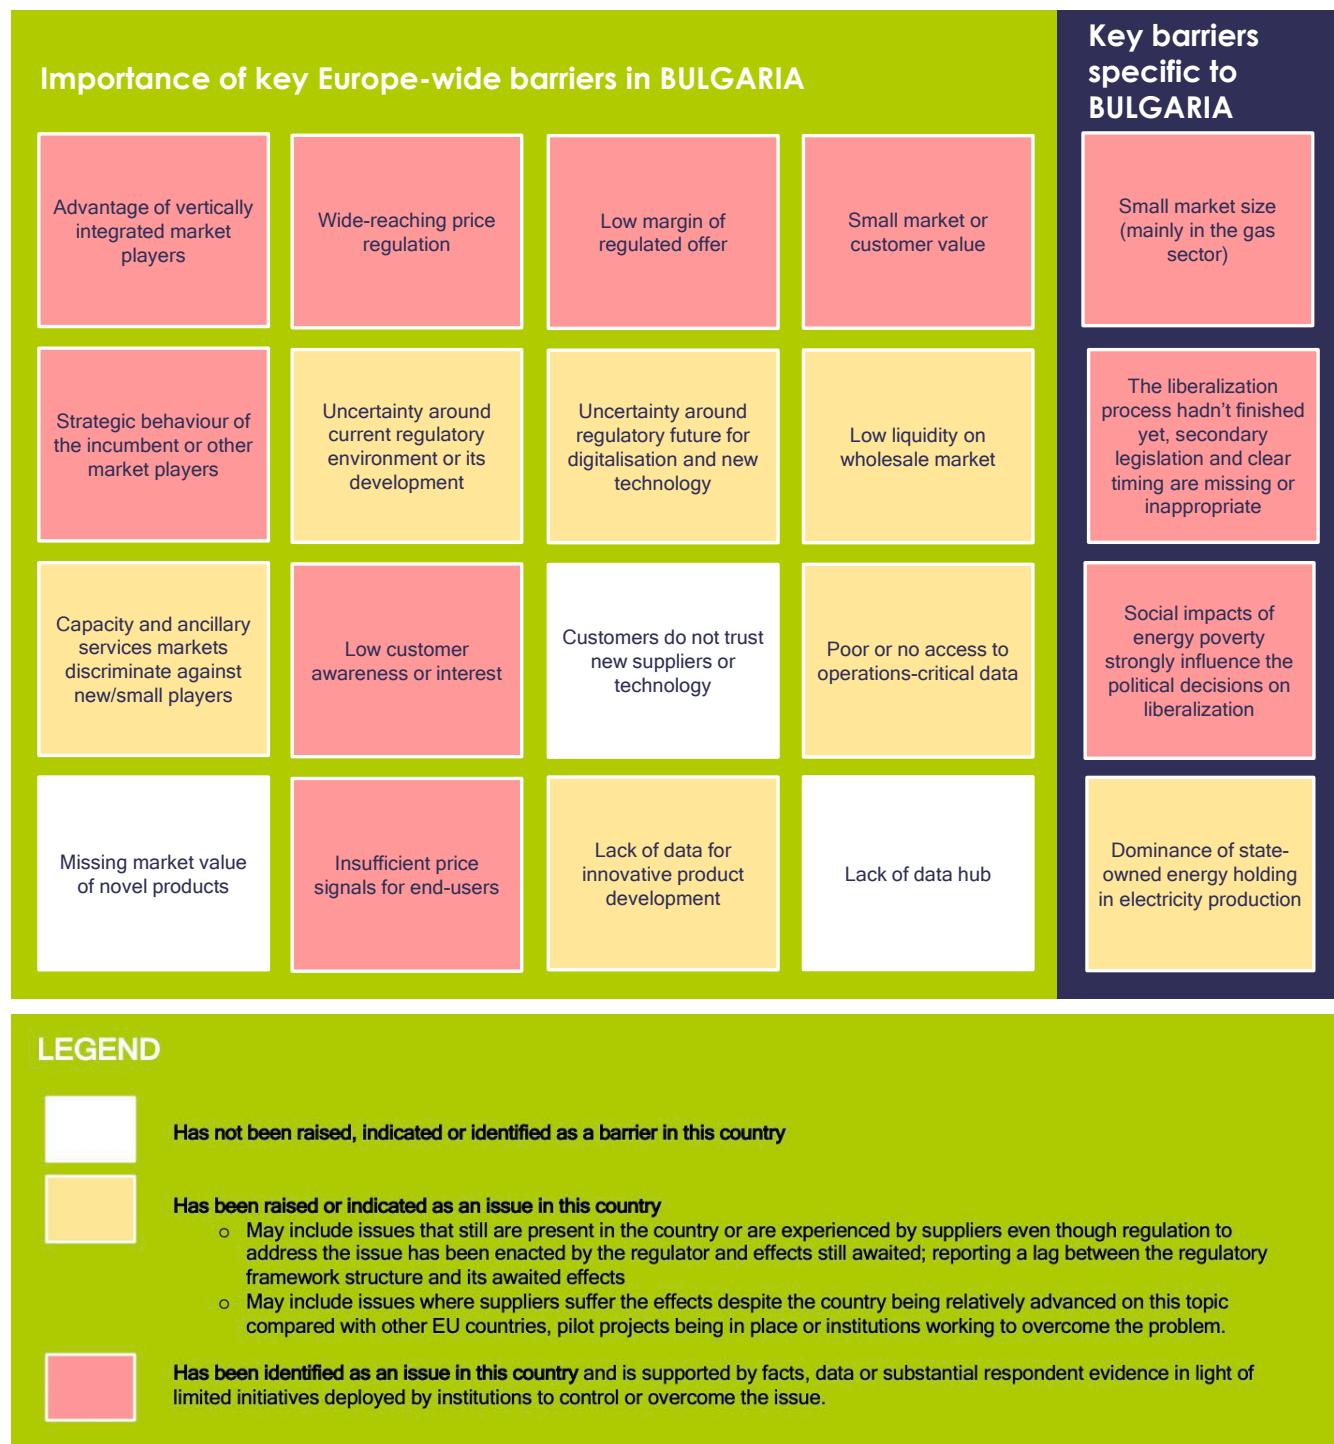 Importance of key Europe-wide barriers in BULGARIA
Key barriers
specific to
BULGARIA
Advantage of vertically
integrated market
players
Wide-reaching price
regulation
Low margin of
regulated offer
Small market or
customer value
Small market size
(mainly in the gas
sector)
Strategic behaviour of
the incumbent or other
market players
Uncertainty around
current regulatory
environment or its
development
Uncertainty around
regulatory future for
digitalisation and new
technology
Low liquidity on
wholesale market
The liberalization
process hadn't finished
yet, secondary
legislation and clear
timing are missing or
inappropriate
Capacity and ancillary
services markets
discriminate against
new/small players
Low customer
awareness or interest
Customers do not trust
new suppliers or
technology
Poor or no access to
operations-critical data
Social impacts of
energy poverty
strongly influence the
political decisions on
liberalization
Missing market value
of novel products
Insufficient price
signals for end-users
Lack of data for
innovative product
development
Lack of data hub
Dominance of state-
owned energy holding
in electricity production
LEGEND
Has not been raised, indicated or identified as a barrier in this country
Has been raised or indicated as an issue in this country
o May include issues that still are present in the country or are experienced by suppliers even though regulation to
address the issue has been enacted by the regulator and effects still awaited; reporting a lag between the regulatory
framework structure and its awaited effects
o May include issues where suppliers suffer the effects despite the country being relatively advanced on this topic
compared with other EU countries, pilot projects being in place or institutions working to overcome the problem.
Has been identified as an issue in this country and is supported by facts, data or substantial respondent evidence in light of
limited initiatives deployed by institutions to control or overcome the issue.